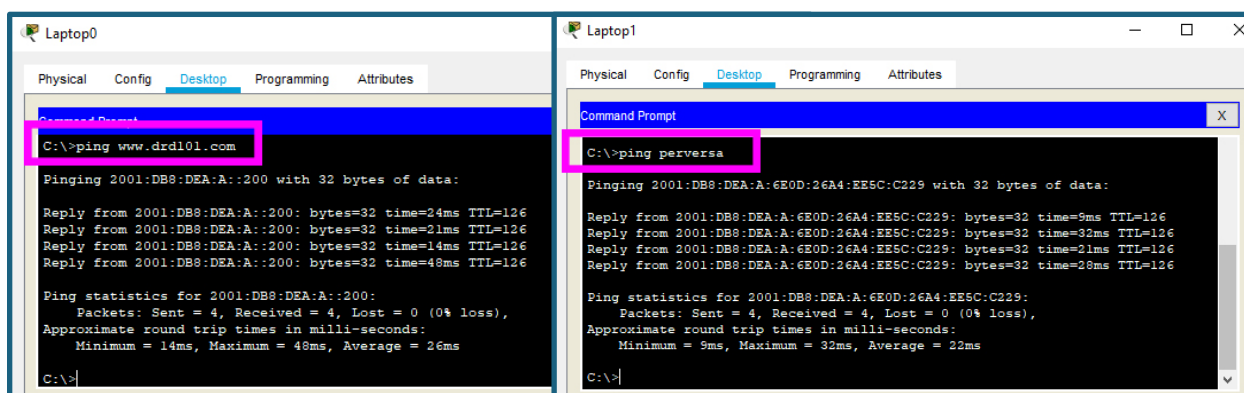 Laptop0
Physical Config Desktop Programming Attributes
Command Prompt
C:\>ping www.drdl01.com
Pinging 2001:DB8:DEA:A::200 with 32 bytes of data:
Reply from 2001:DB8:DEA:A::200: bytes=32 time=24ms TTL=126
Reply from 2001:DB8:DEA:A::200: bytes=32 time=21ms TTL=126
Reply from 2001:DB8:DEA:A::200: bytes=32 time=14ms TTL=126
Reply from 2001:DB8:DEA:A::200: bytes=32 time=48ms TTL=126
Ping statistics for 2001:DB8:DEA:A::200:
Packets: Sent = 4, Received = 4, Lost = 0 (0% loss),
Approximate round trip times in milli-seconds:
Minimum = 14ms, Maximum = 48ms, Average = 26ms
C:\>
Laptop1
Physical Config Desktop Programming Attributes
Command Prompt X
C:\>ping perversa
Pinging 2001:DB8:DEA:A:6E0D:26A4:EE5C:C229 with 32 bytes of data:
Reply from 2001:DB8:DEA:A:6E0D:26A4:EE5C:C229: bytes=32 time=9ms TTL=126
Reply from 2001:DB8:DEA:A:6E0D:26A4:EE5C:C229: bytes=32 time=32ms TTL=126
Reply from 2001:DB8:DEA:A:6E0D:26A4:EE5C:C229: bytes=32 time=21ms TTL=126
Reply from 2001:DB8:DEA:A:6E0D:26A4:EE5C:C229: bytes=32 time=28ms TTL=126
Ping statistics for 2001:DB8:DEA:A:6E0D:26A4:EE5C:C229:
Packets: Sent = 4, Received = 4, Lost = 0 (0% loss),
Approximate round trip times in milli-seconds:
Minimum = 9ms, Maximum = 32ms, Average = 22ms
C:\>